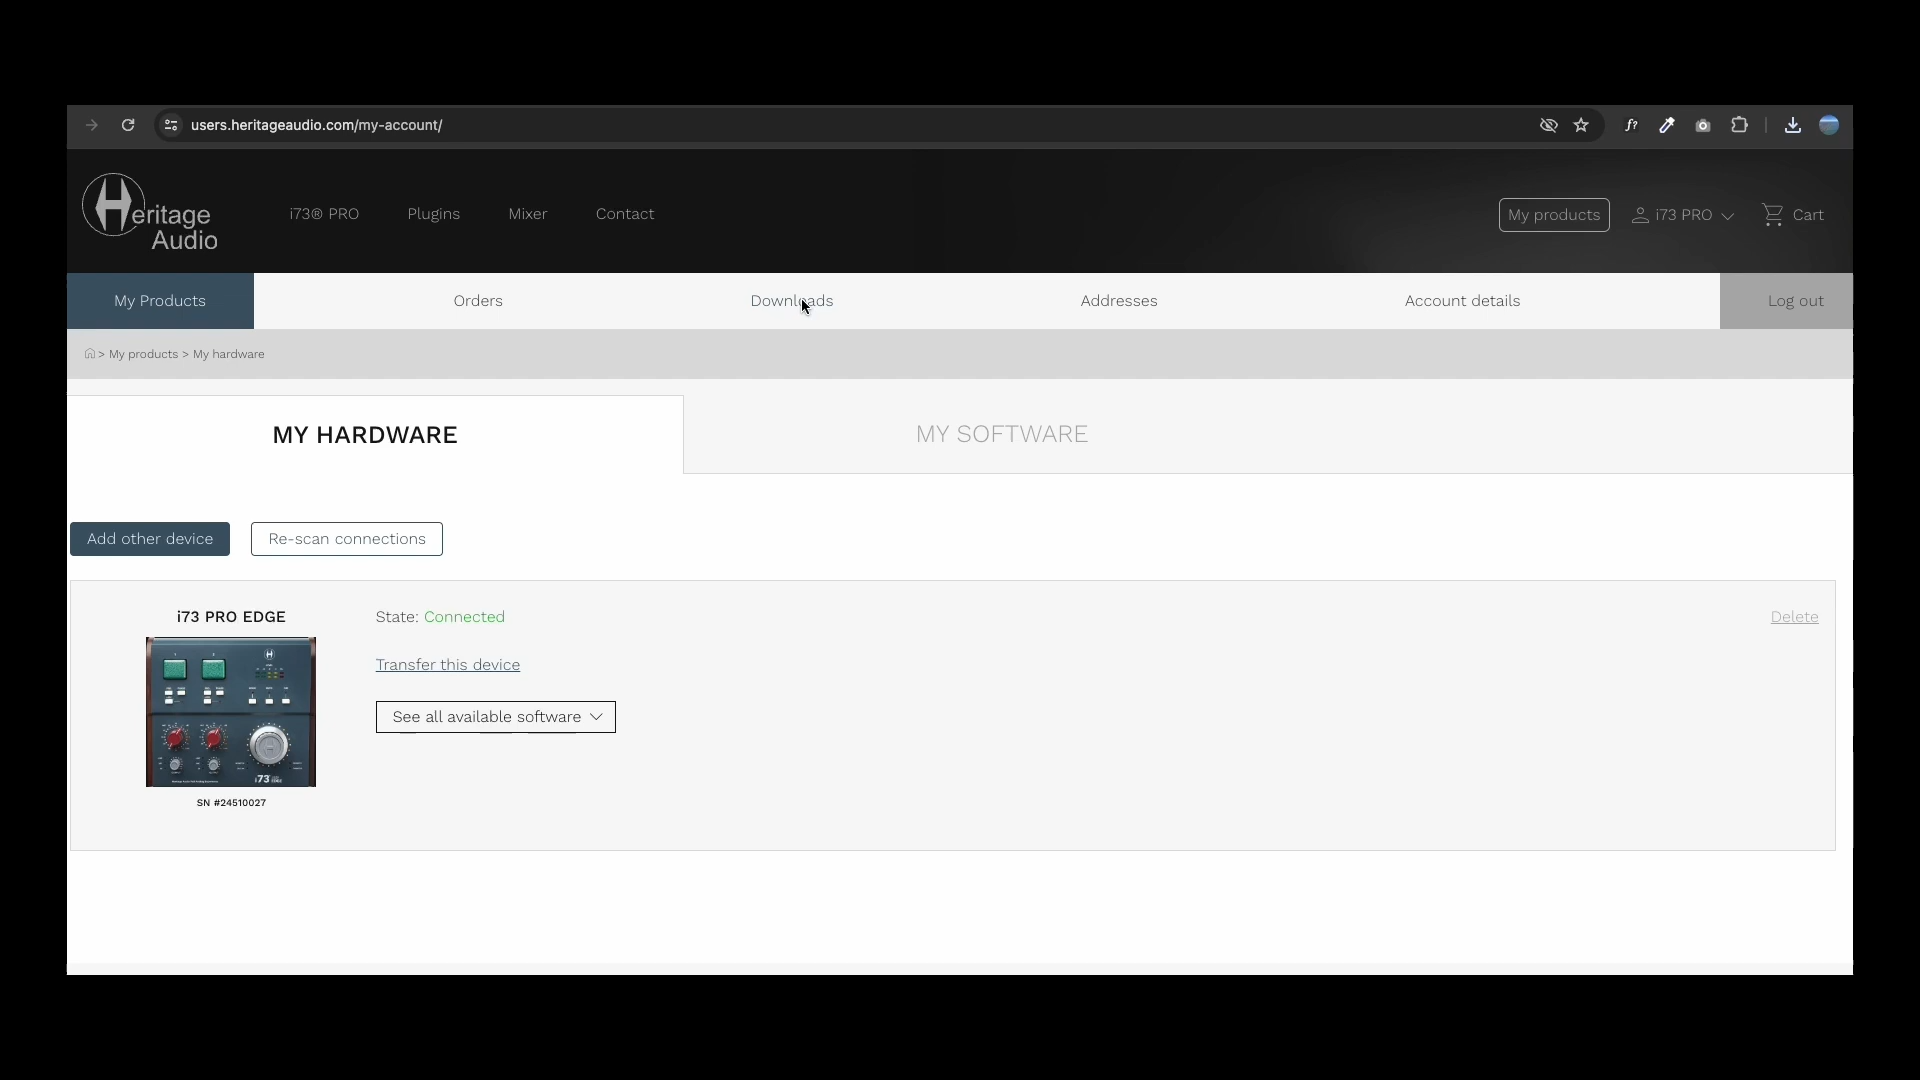 users.heritageaudio.com/my-account/
f?
Heritage
Audio
i73® PRO
Plugins
Mixer
Contact
My products
i73 PRO
Cart
My Products
Orders
Downloads
Addresses
Account details
Log out
> My products > My hardware
MY HARDWARE
MY SOFTWARE
Add other device
Re-scan connections
i73 PRO EDGE
State: Connected
Delete
Transfer this device
See all available software
i73
SN #24510027